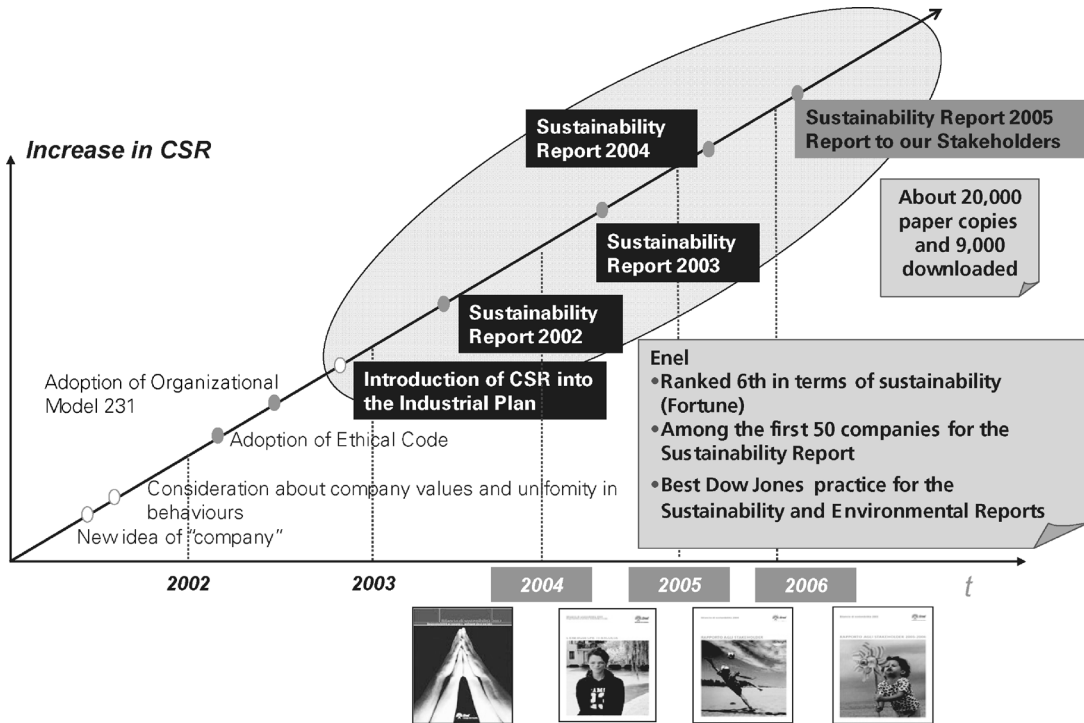 Increase in CSR
Sustainability
Report 2004
Sustainability Report 2005
Report to our Stakeholders
About 20,000
paper copies
and 9,000
downloaded
Sustainability
Report 2003
Sustainability
Report 2002
Introduction of CSR into
the Industrial Plan
Adoption of Organizational
Model 231
Adoption of Ethical Code
Consideration about company values and unifomity in
behaviours
New idea of “company”
Enel
•Ranked 6th in terms of sustainability
(Fortune)
•Among the first 50 companies for the
Sustainability Report
•Best Dow Jones practice for the
Sustainability and Environmental Reports
2002
2003
2004
2005
2006
t